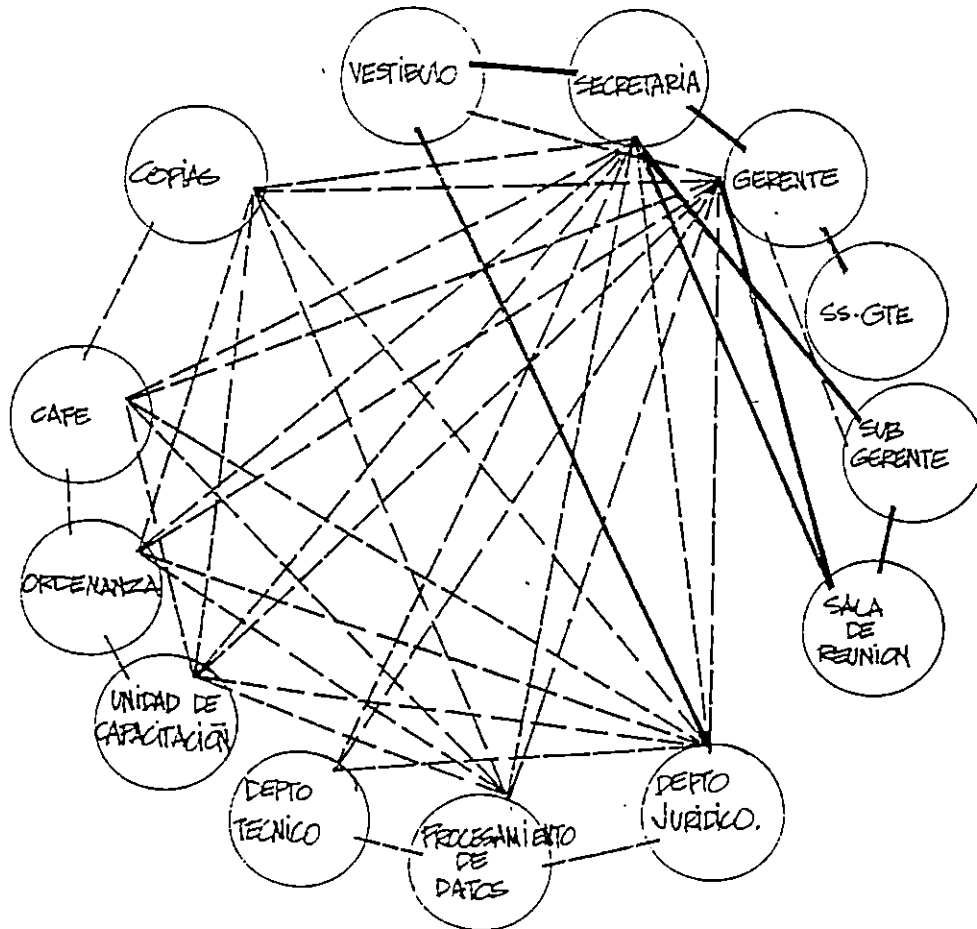 VESTIBULO
SECRETARIA
COPIAS
GERENTE
SS.GTE
CAFE
SUB
GERENTE
ORDENANZA
SALA
DE
REUNION
UNIDAD DE
CAPACITACIÓN
DEPTO
TECNICO
PROCESAMIENTO
DE
DATOS
DEPTO
JURIDICO.